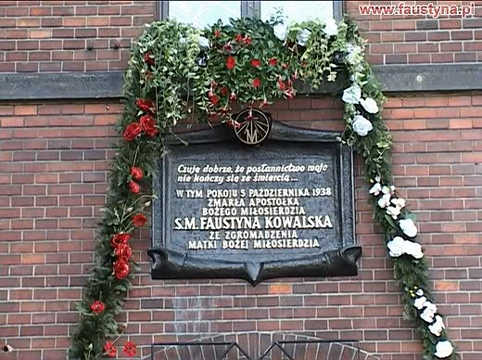 www.faustyna.pl
Czuję dobrze, że posłannictwo moje
nie kończy się ze śmiercią...
W TYM POKOJU 5 PAŹDZIERNIKA 1938
ZMARŁA APOSTOŁKA
BOŻEGO MIŁOSIERDZIA
S.M. FAUSTYNA KOWALSKA
ZE ZGROMADZENIA
MATKI BOŻEJ MIŁOSIERDZIA